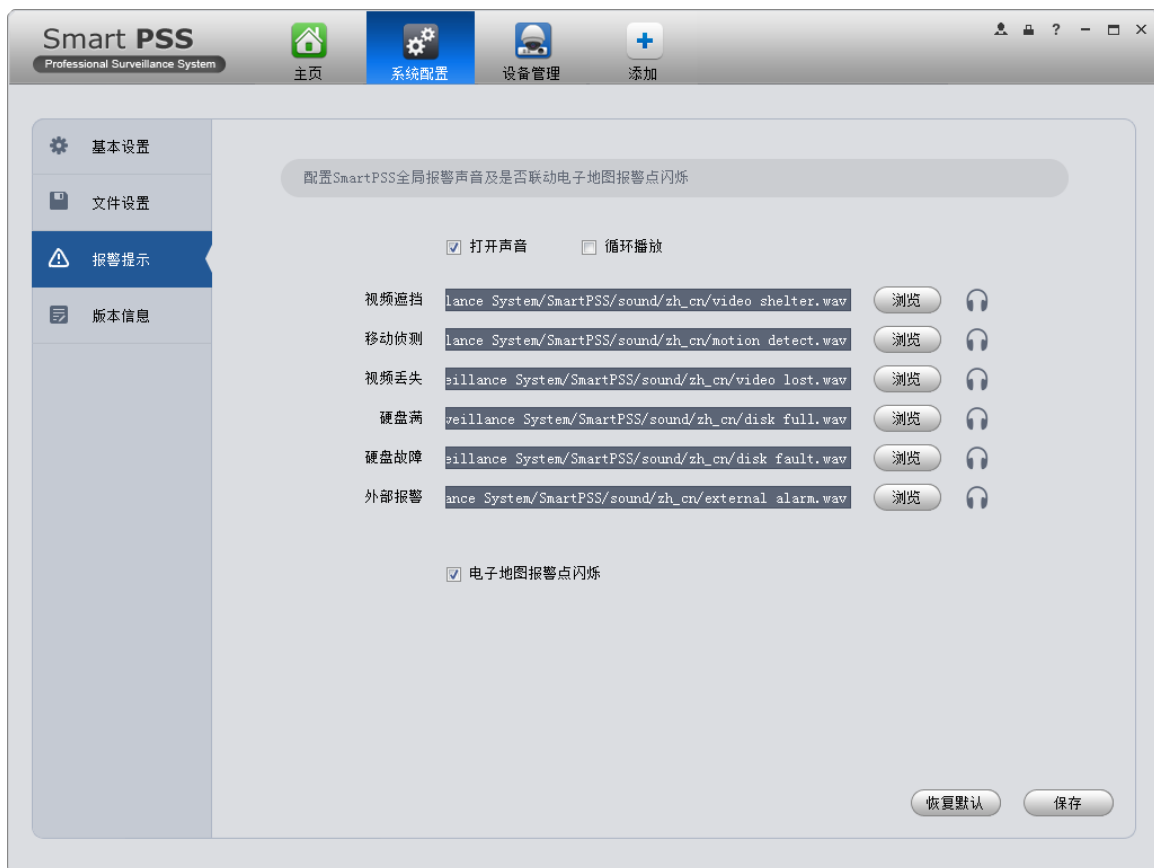 Smart PSS
Professional Surveillance System
主页
系统配置
设备管理
添加
?
基本设置
文件设置
报警提示
版本信息
配置SmartPSS全局报警声音及是否联动电子地图报警点闪烁
打开声音 循环播放
视频遮挡 lance System/SmartPSS/sound/zh_cn/video shelter.wav 浏览
移动侦测 lance System/SmartPSS/sound/zh_cn/motion detect.wav 浏览
视频丢失 eillance System/SmartPSS/sound/zh_cn/video lost.wav 浏览
硬盘满 veillance System/SmartPSS/sound/zh_cn/disk full.wav 浏览
硬盘故障 eillance System/SmartPSS/sound/zh_cn/disk fault.wav 浏览
外部报警 ance System/SmartPSS/sound/zh_cn/external alarm.wav 浏览
电子地图报警点闪烁
恢复默认 保存